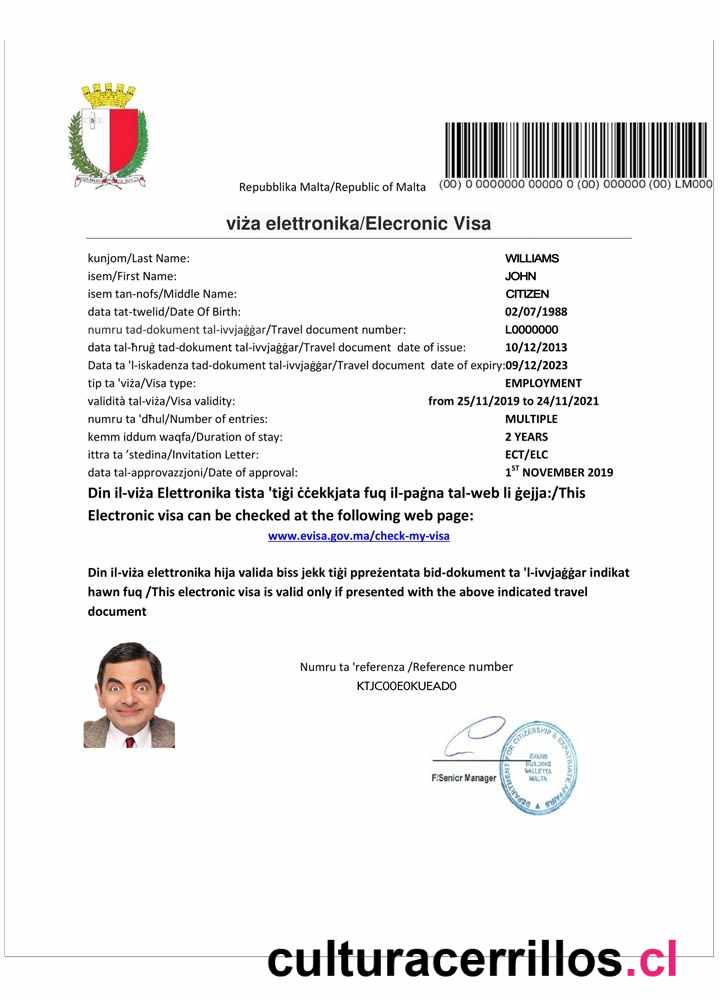 (00) 0 0000000 00000 0 (00) 000000 (00) LM000
Repubblika Malta/Republic of Malta
viża elettronika/Elecronic Visa
kunjom/Last Name: WILLIAMS
isem/First Name: JOHN
isem tan-nofs/Middle Name: CITIZEN
data tat-twelid/Date Of Birth: 02/07/1988
numru tad-dokument tal-ivvjaġġar/Travel document number: L0000000
data tal-ħruġ tad-dokument tal-ivvjaġġar/Travel document date of issue: 10/12/2013
Data ta 'l-iskadenza tad-dokument tal-ivvjaġġar/Travel document date of expiry:09/12/2023
tip ta 'viża/Visa type: EMPLOYMENT
validità tal-viża/Visa validity: from 25/11/2019 to 24/11/2021
numru ta 'dħul/Number of entries: MULTIPLE
kemm iddum waqfa/Duration of stay: 2 YEARS
ittra ta ’stedina/Invitation Letter: ECT/ELC
data tal-approvazzjoni/Date of approval: 1ST NOVEMBER 2019
Din il-viża Elettronika tista 'tiġi ċċekkjata fuq il-paġna tal-web li ġejja:/This
Electronic visa can be checked at the following web page:
www.evisa.gov.ma/check-my-visa
Din il-viża elettronika hija valida biss jekk tiġi ppreżentata bid-dokument ta 'l-ivvjaġġar indikat
hawn fuq /This electronic visa is valid only if presented with the above indicated travel
document
Numru ta 'referenza /Reference number
KTJC00E0KUEAD0
F/Senior Manager
DEPARTMENT FOR CITIZENSHIP & EXPATRIATE AFFAIRS
BUILDING
VALLETTA
MALTA
culturacerrillos.cl